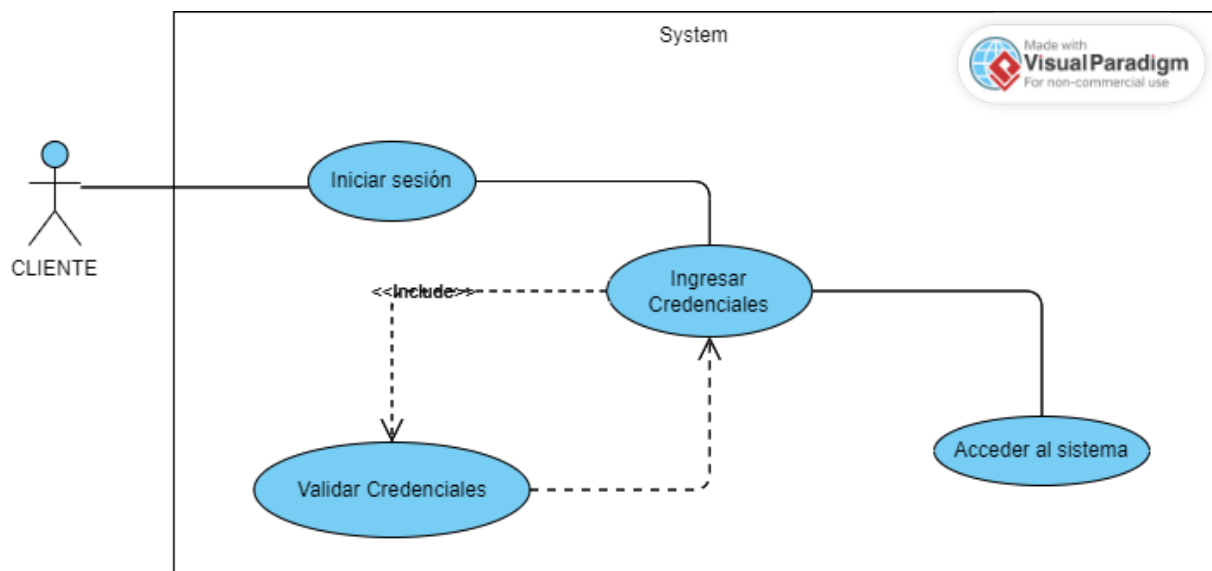 System
Made with
Visual Paradigm
For non-commercial use
Iniciar sesión
CLIENTE
Ingresar
Credenciales
<<Include>>
Acceder al sistema
Validar Credenciales